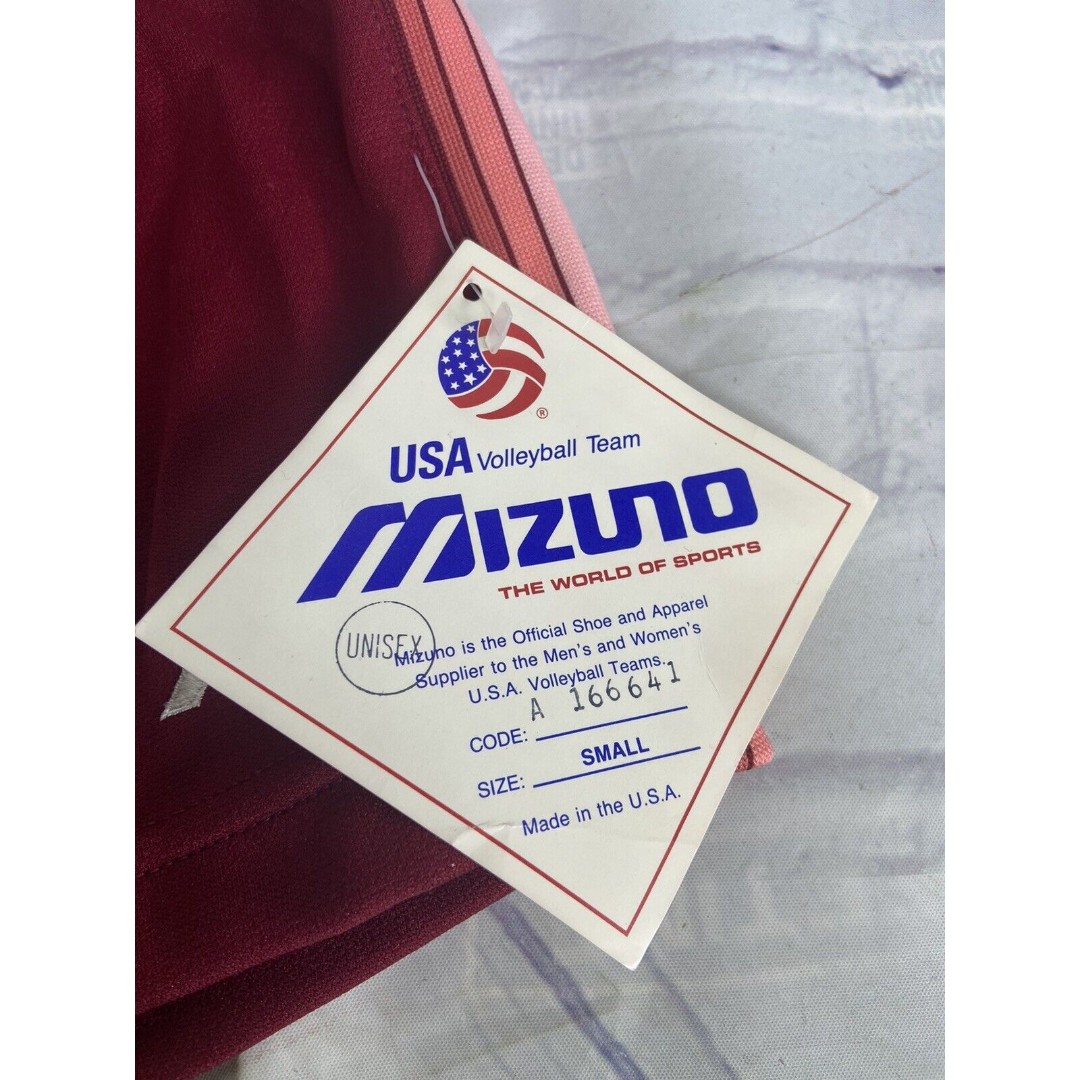 ®
USA Volleyball Team
MIZUNO
THE WORLD OF SPORTS
UNISEX
Mizuno is the Official Shoe and Apparel
Supplier to the Men's and Women's
U.S.A. Volleyball Teams.
CODE: A 166641
SIZE: SMALL
Made in the U.S.A.